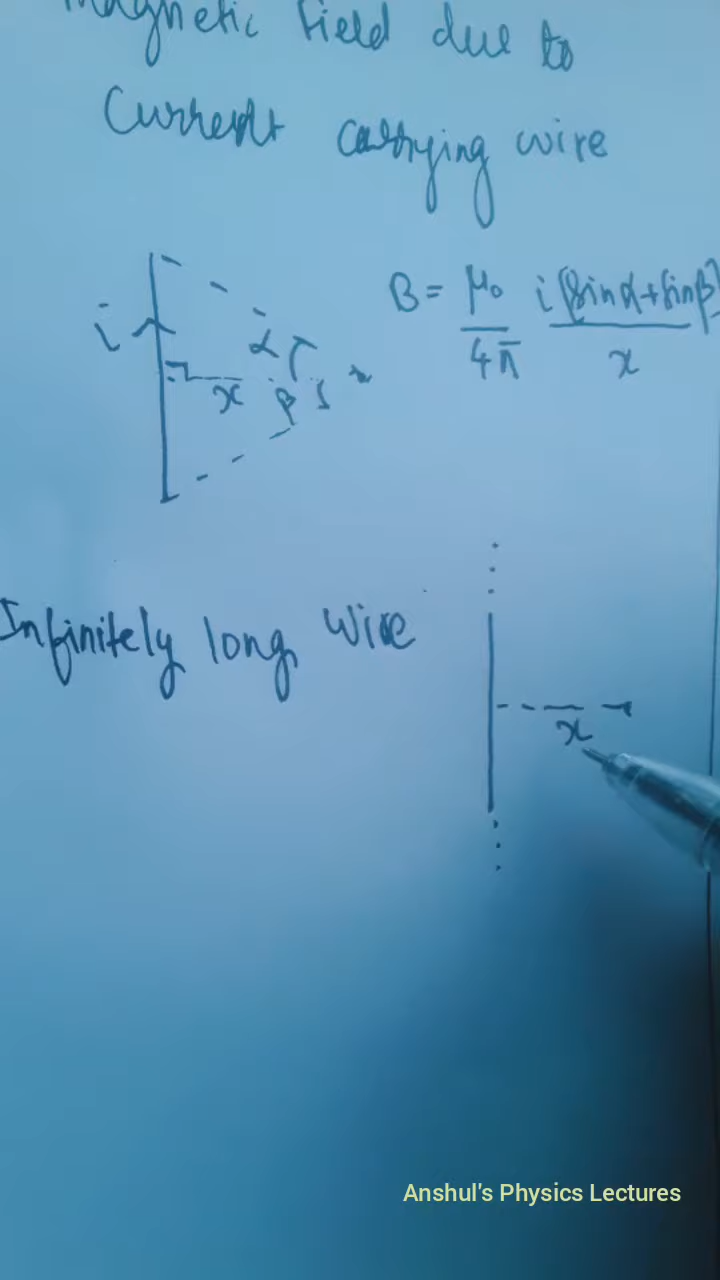 Magnetic field due to
Current carrying wire
B = μ₀/4π i(sinα+sinβ)/x
i
α
x
β
Infinitely long wire
x
Anshul's Physics Lectures